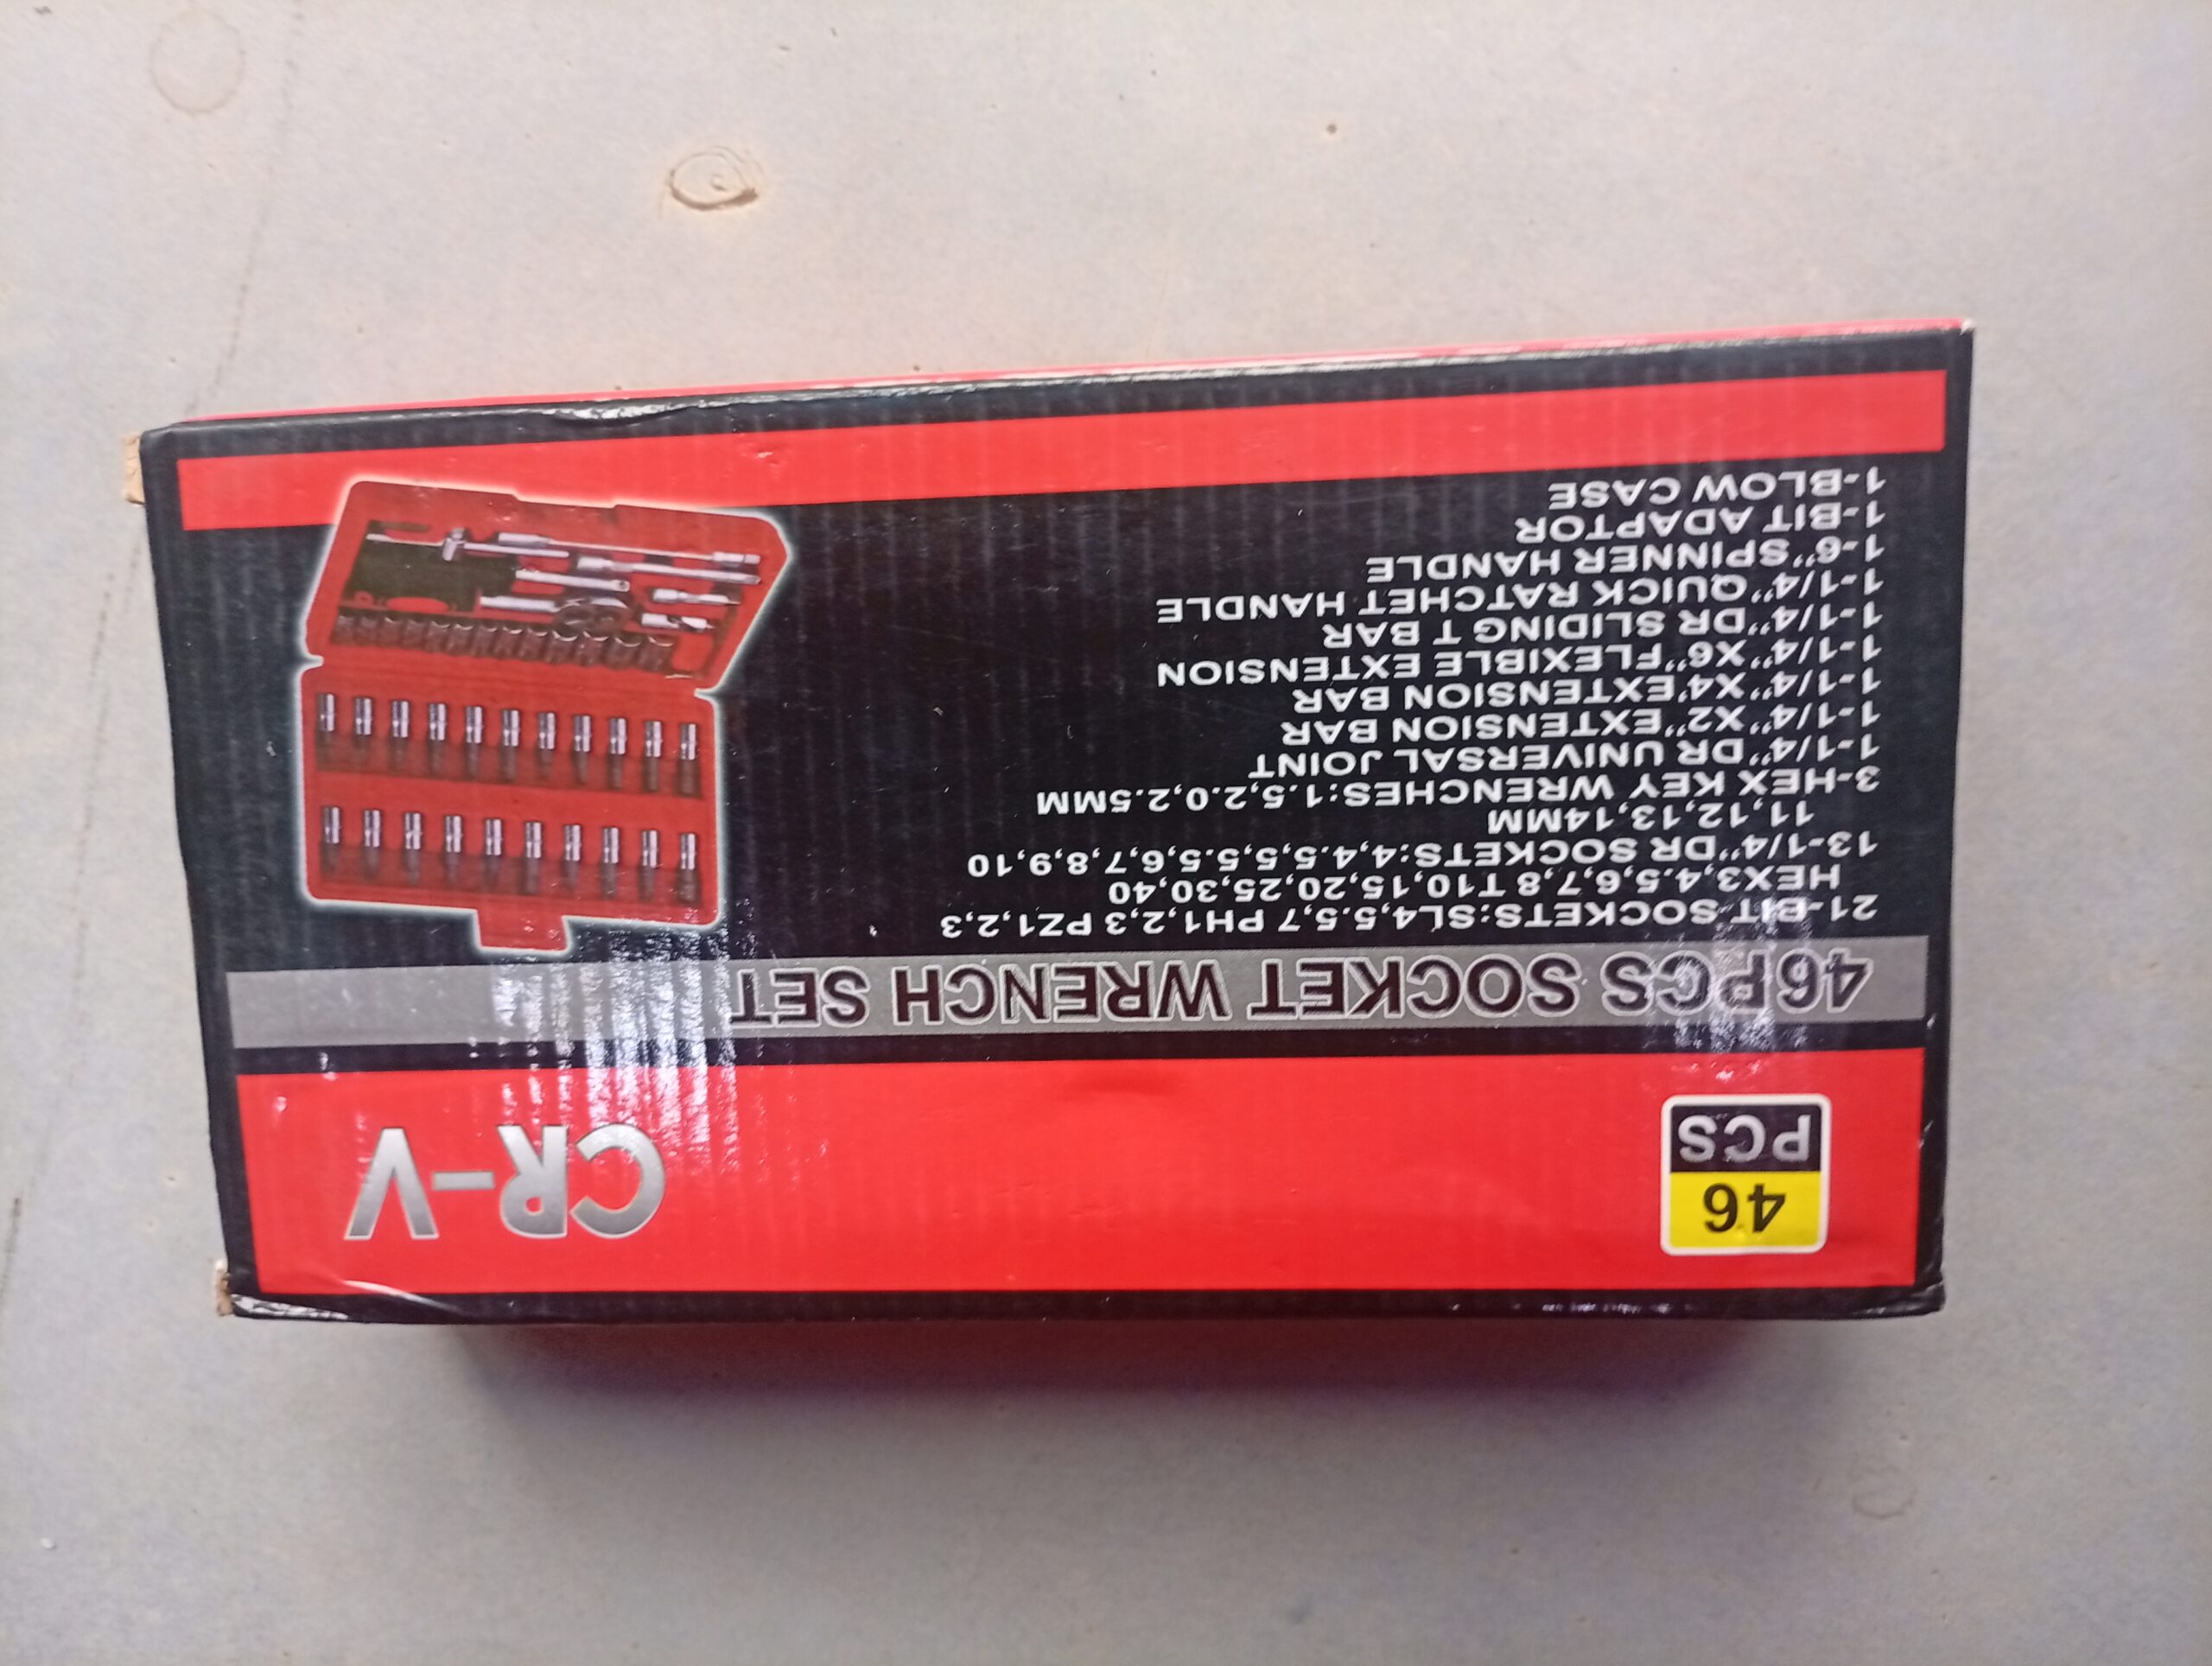 46
PCS
CR-V
46PCS SOCKET WRENCH SET
21-BIT SOCKETS:SL4,5.5,7 PH1,2,3 PZ1,2,3
HEX3,4,5,6,7,8 T10,15,20,25,30,40
13-1/4"DR SOCKETS:4,4.5,5,5.5,6,7,8,9,10
11,12,13,14MM
3-HEX KEY WRENCHES:1.5,2.0,2.5MM
1-1/4"DR UNIVERSAL JOINT
1-1/4"X2"EXTENSION BAR
1-1/4"X4'EXTENSION BAR
1-1/4"X6"FLEXIBLE EXTENSION
1-1/4"DR SLIDING T BAR
1-1/4"QUICK RATCHET HANDLE
1-6"SPINNER HANDLE
1-BIT ADAPTOR
1-BLOW CASE